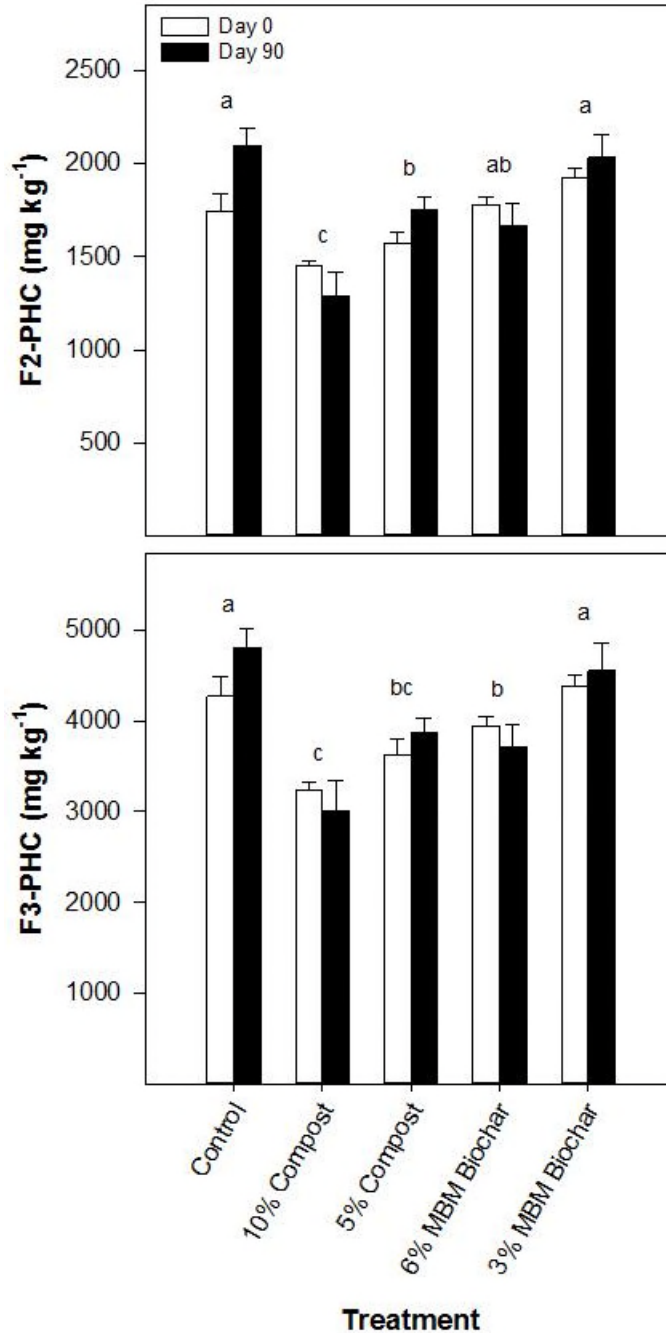 Day 0
Day 90
F2-PHC (mg kg-1)
2500
2000
1500
1000
500
a
c
b
ab
a
F3-PHC (mg kg-1)
5000
4000
3000
2000
1000
a
c
bc
b
a
Control
10% Compost
5% Compost
6% MBM Biochar
3% MBM Biochar
Treatment